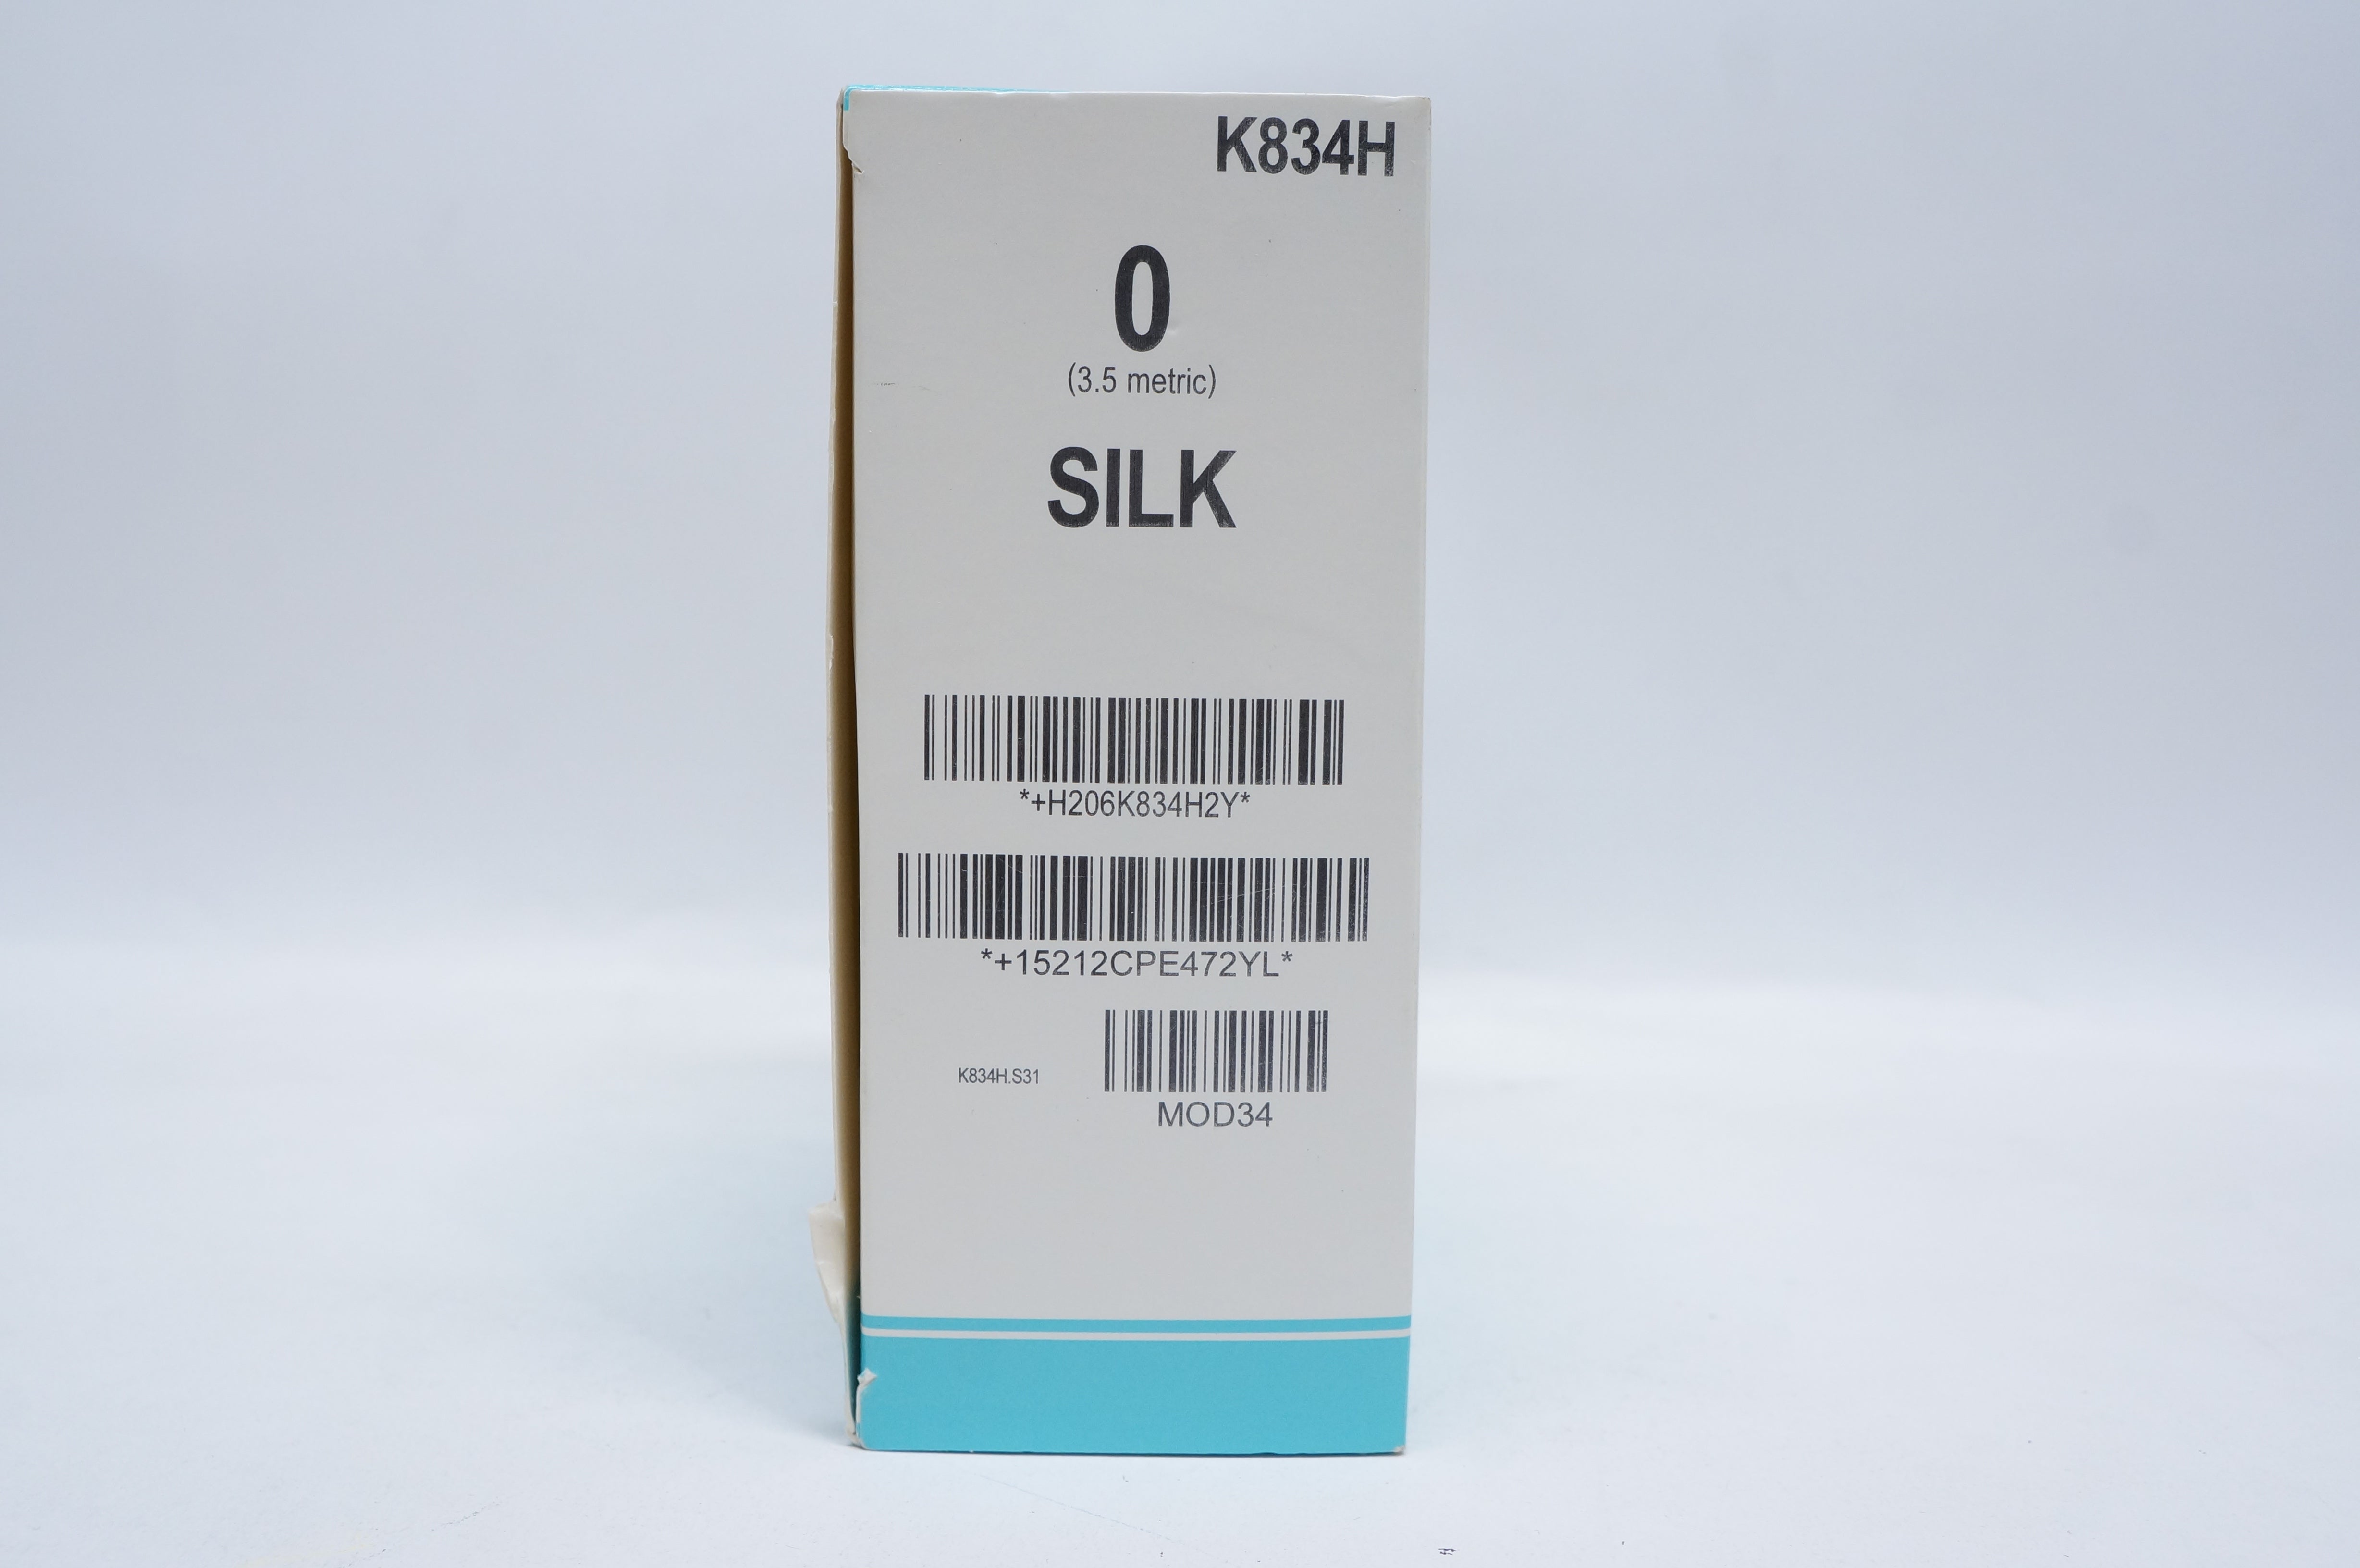 K834H
0
(3.5 metric)
SILK
*+H206K834H2Y*
*+15212CPE472YL*
K834H.S31
MOD34